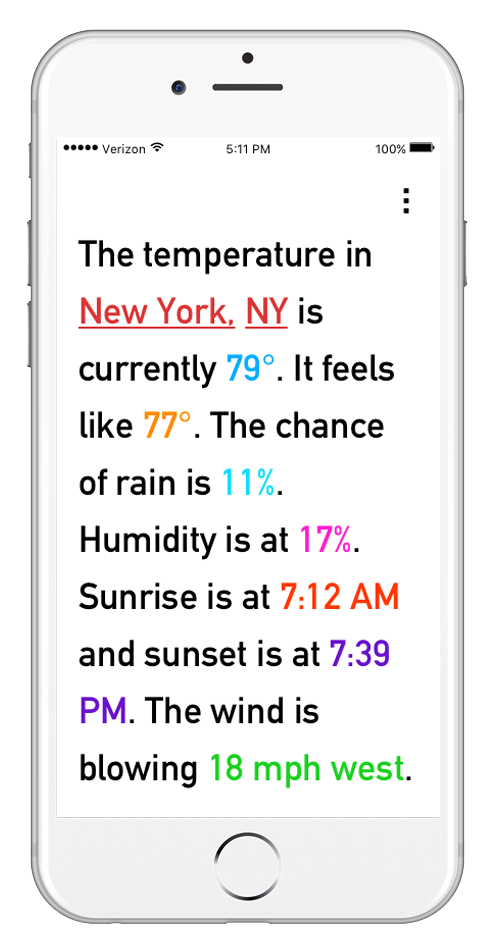 Verizon 5:11 PM 100%
The temperature in
New York, NY is
currently 79°. It feels
like 77°. The chance
of rain is 11%.
Humidity is at 17%.
Sunrise is at 7:12 AM
and sunset is at 7:39
PM. The wind is
blowing 18 mph west.